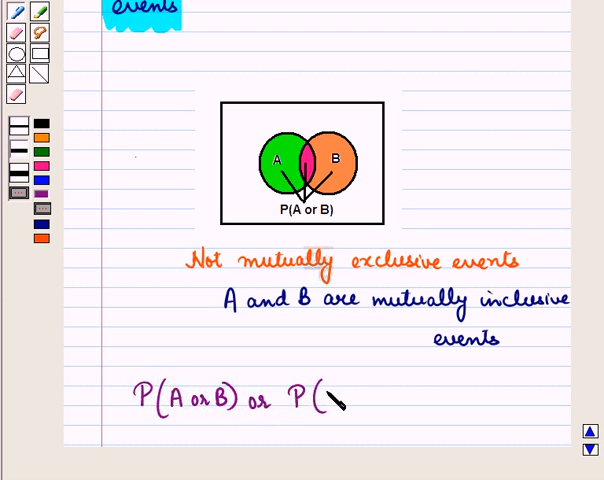 events
A B
P(A or B)
Not mutually exclusive events
A and B are mutually inclusive
events
P(A or B) or P(